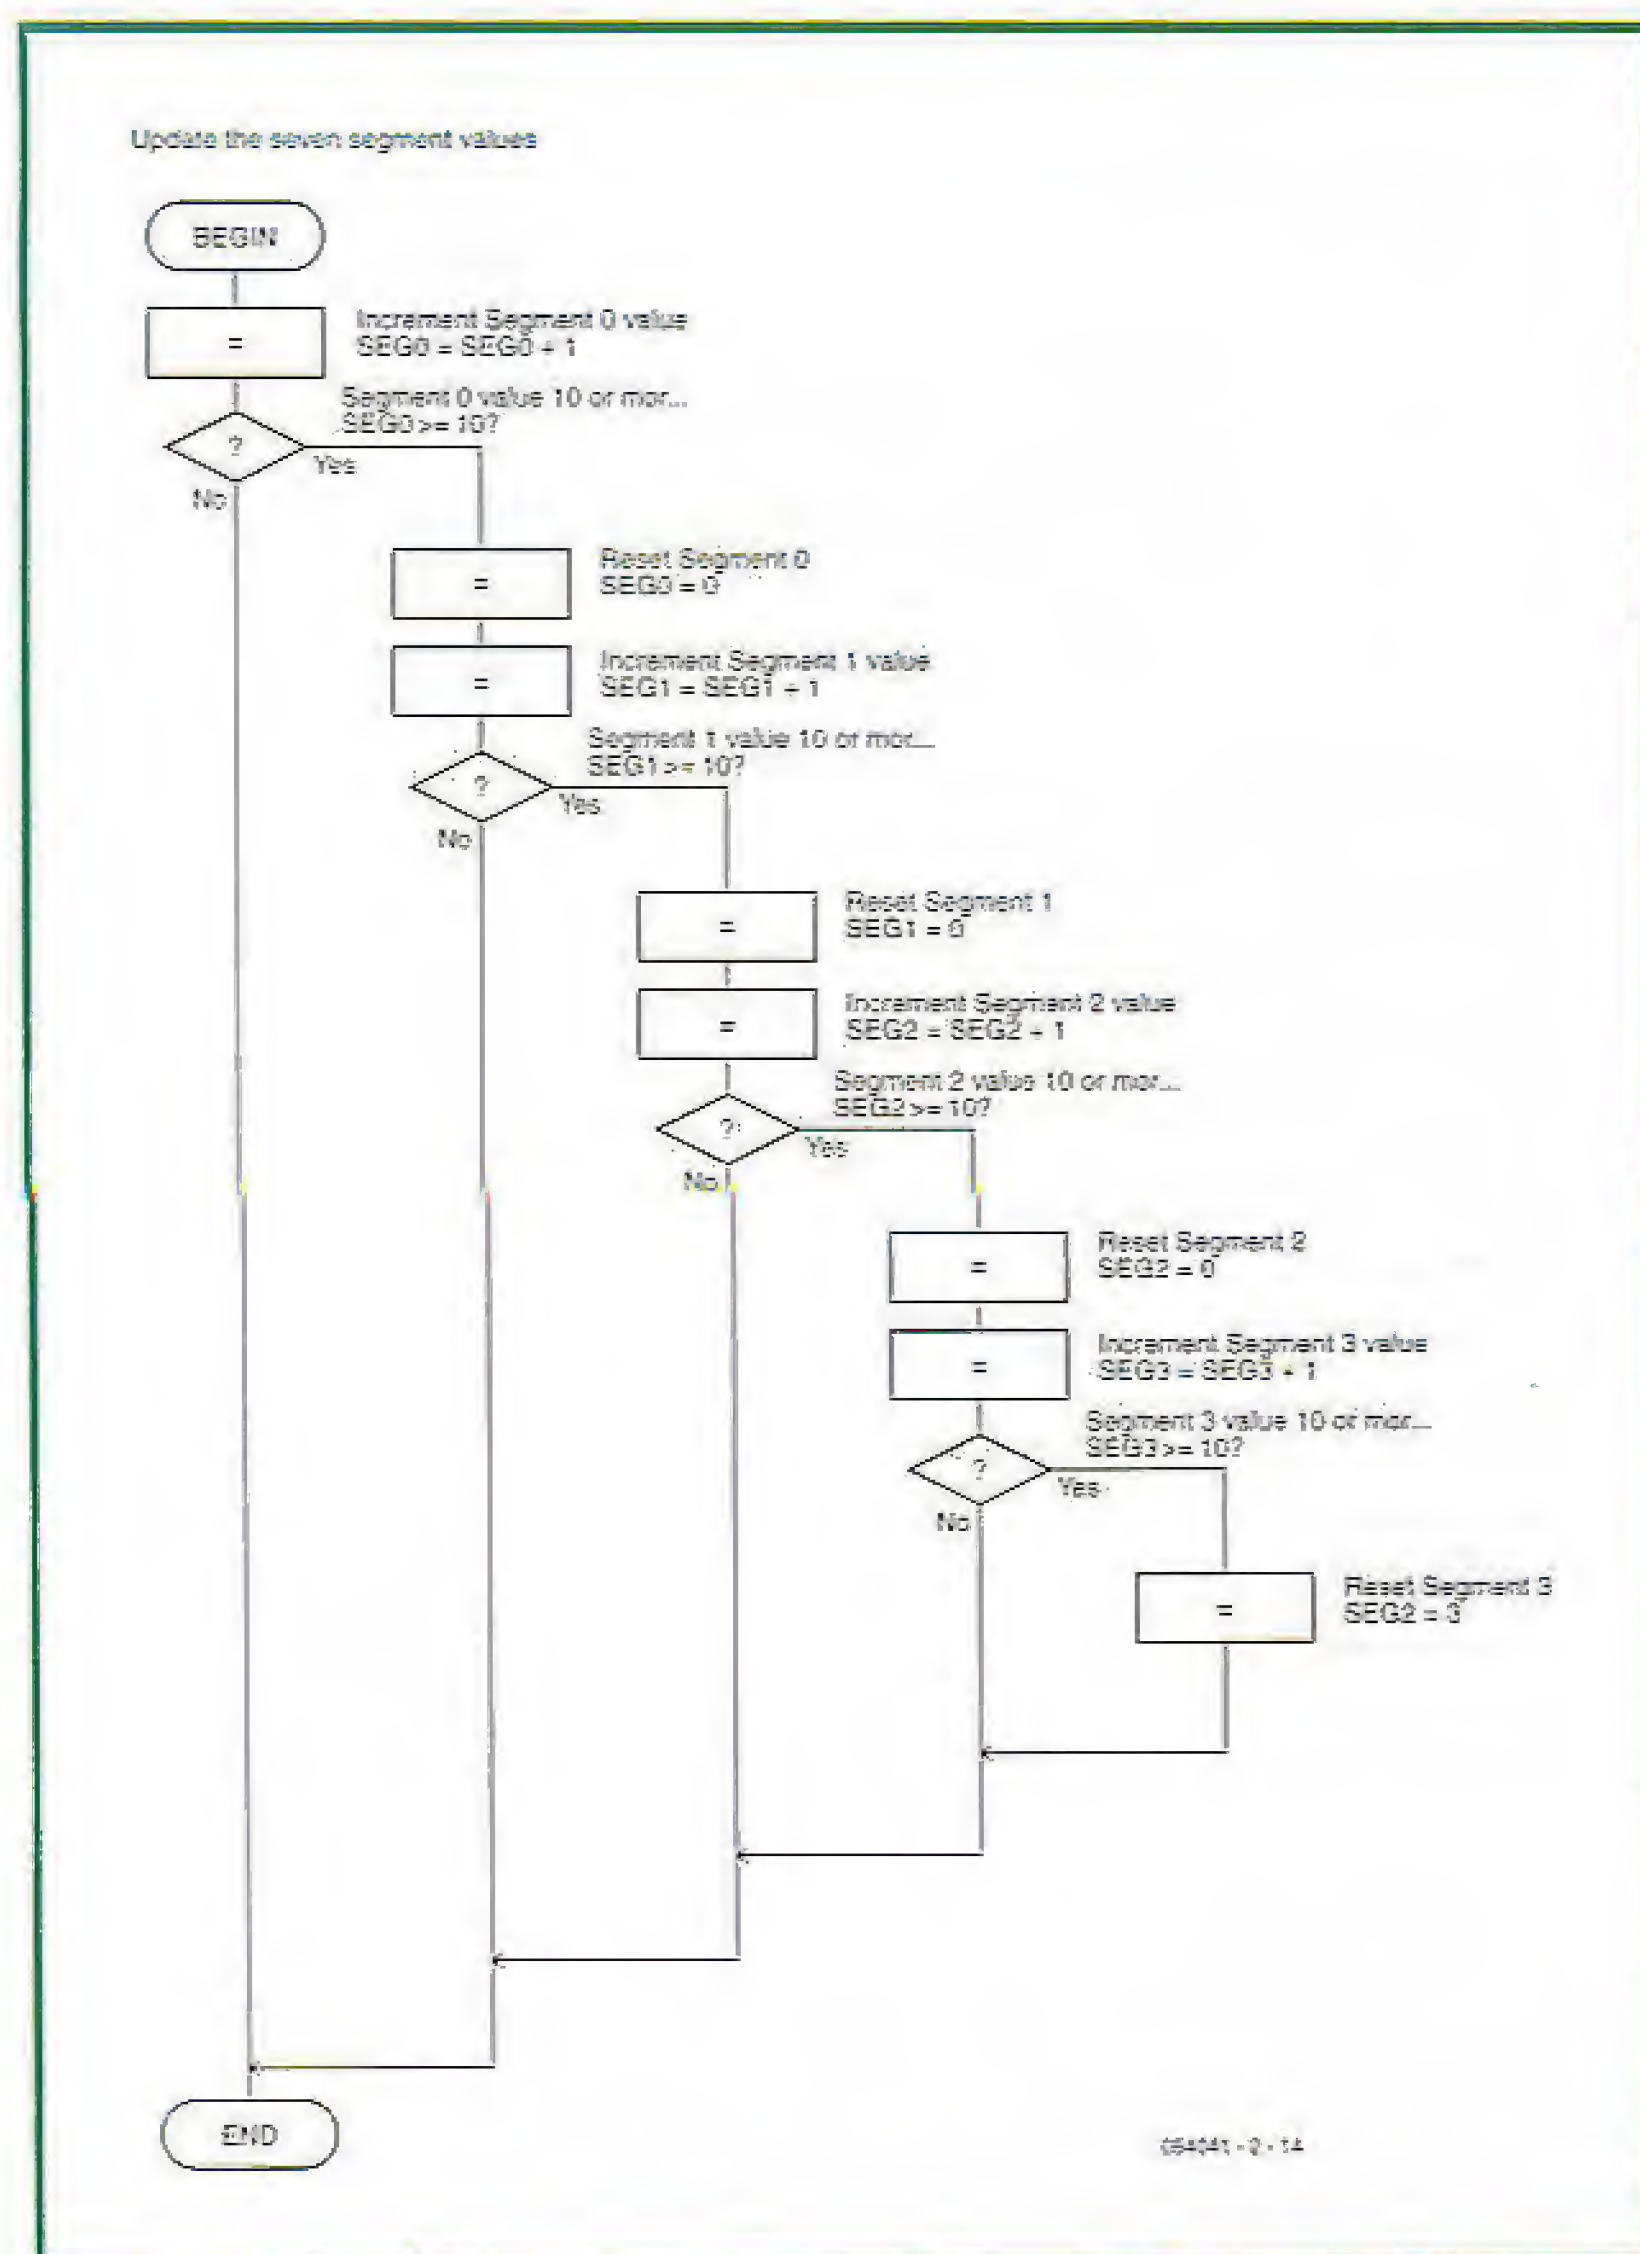 Update the seven segment values
BEGIN
=
Increment Segment 0 value
SEG0 = SEG0 + 1
Segment 0 value 10 or mor...
SEG0 >= 10?
?
Yes
No
=
Reset Segment 0
SEG0 = 0
=
Increment Segment 1 value
SEG1 = SEG1 + 1
Segment 1 value 10 or mor...
SEG1 >= 10?
?
Yes
No
=
Reset Segment 1
SEG1 = 0
=
Increment Segment 2 value
SEG2 = SEG2 + 1
Segment 2 value 10 or mor...
SEG2 >= 10?
?
Yes
No
=
Reset Segment 2
SEG2 = 0
=
Increment Segment 3 value
SEG3 = SEG3 + 1
Segment 3 value 10 or mor...
SEG3 >= 10?
?
Yes
No
=
Reset Segment 3
SEG2 = 3
END
- 14